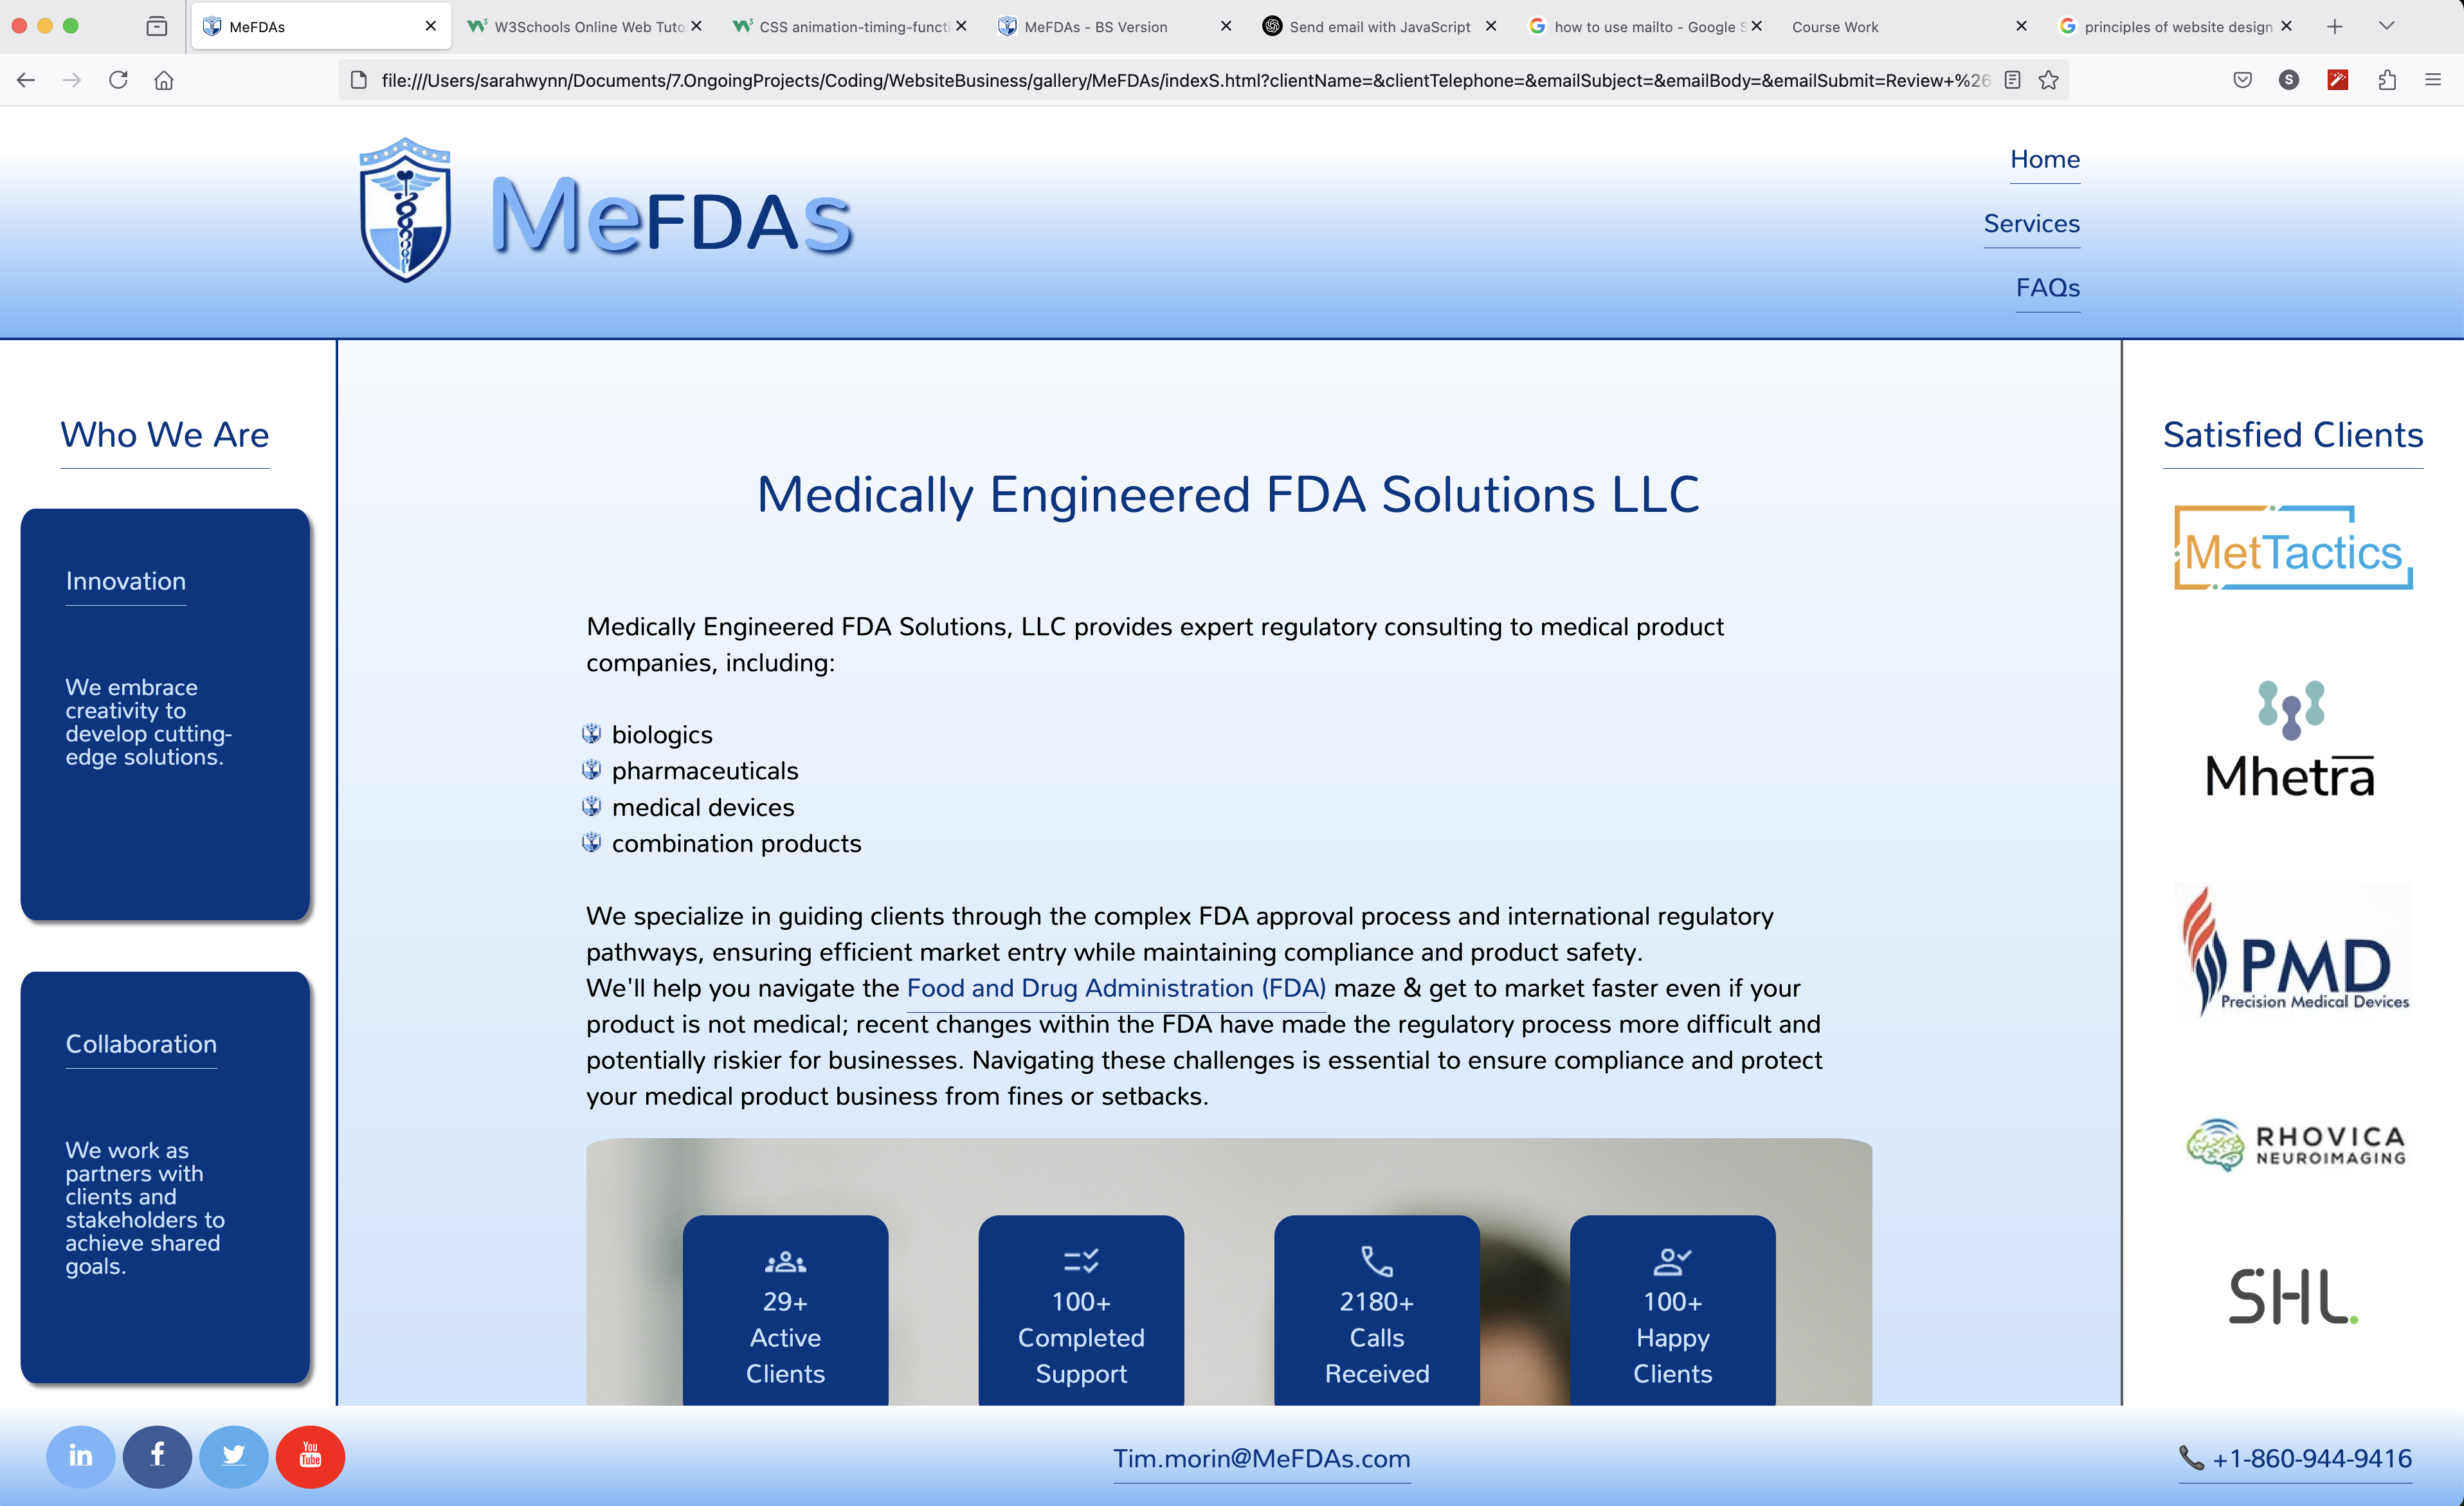 MeFDAs
W3Schools Online Web Tuto
CSS animation-timing-functi
MeFDAs - BS Version
Send email with JavaScript
how to use mailto - Google S
Course Work
principles of website design
file:///Users/sarahwynn/Documents/7.OngoingProjects/Coding/WebsiteBusiness/gallery/MeFDAs/indexS.html?clientName=&clientTelephone=&emailSubject=&emailBody=&emailSubmit=Review+%26
S
MeFDAs
Home
Services
FAQs
Who We Are
Innovation
We embrace
creativity to
develop cutting-
edge solutions.
Collaboration
We work as
partners with
clients and
stakeholders to
achieve shared
goals.
Medically Engineered FDA Solutions LLC
Medically Engineered FDA Solutions, LLC provides expert regulatory consulting to medical product
companies, including:
biologics
pharmaceuticals
medical devices
combination products
We specialize in guiding clients through the complex FDA approval process and international regulatory
pathways, ensuring efficient market entry while maintaining compliance and product safety.
We'll help you navigate the Food and Drug Administration (FDA) maze & get to market faster even if your
product is not medical; recent changes within the FDA have made the regulatory process more difficult and
potentially riskier for businesses. Navigating these challenges is essential to ensure compliance and protect
your medical product business from fines or setbacks.
29+
Active
Clients
100+
Completed
Support
2180+
Calls
Received
100+
Happy
Clients
Satisfied Clients
MetTactics
Mhetra
PMD
Precision Medical Devices
RHOVICA
NEUROIMAGING
SHL.
in
f
You
Tube
Tim.morin@MeFDAs.com
+1-860-944-9416